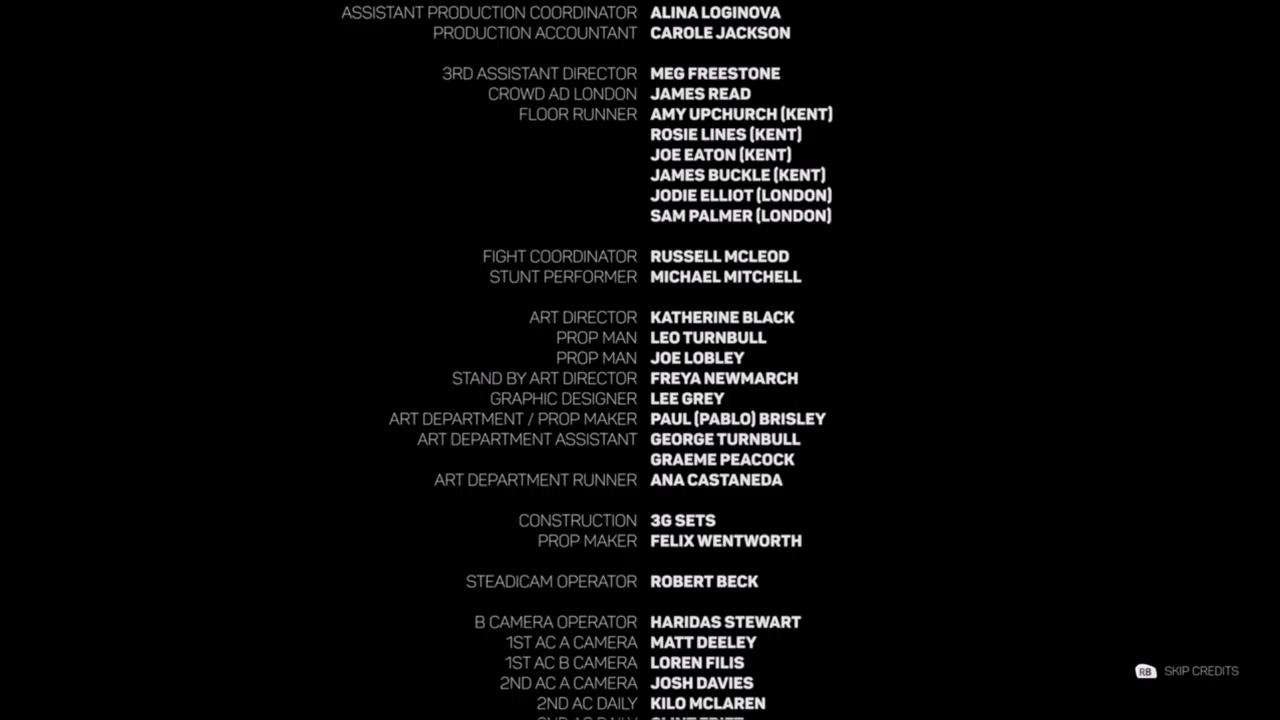 ASSISTANT PRODUCTION COORDINATOR ALINA LOGINOVA
PRODUCTION ACCOUNTANT CAROLE JACKSON
3RD ASSISTANT DIRECTOR MEG FREESTONE
CROWD AD LONDON JAMES READ
FLOOR RUNNER AMY UPCHURCH (KENT)
ROSIE LINES (KENT)
JOE EATON (KENT)
JAMES BUCKLE (KENT)
JODIE ELLIOT (LONDON)
SAM PALMER (LONDON)
FIGHT COORDINATOR RUSSELL MCLEOD
STUNT PERFORMER MICHAEL MITCHELL
ART DIRECTOR KATHERINE BLACK
PROP MAN LEO TURNBULL
PROP MAN JOE LOBLEY
STAND BY ART DIRECTOR FREYA NEWMARCH
GRAPHIC DESIGNER LEE GREY
ART DEPARTMENT / PROP MAKER PAUL (PABLO) BRISLEY
ART DEPARTMENT ASSISTANT GEORGE TURNBULL
GRAEME PEACOCK
ART DEPARTMENT RUNNER ANA CASTANEDA
CONSTRUCTION 3G SETS
PROP MAKER FELIX WENTWORTH
STEADICAM OPERATOR ROBERT BECK
B CAMERA OPERATOR HARIDAS STEWART
1ST AC A CAMERA MATT DEELEY
1ST AC B CAMERA LOREN FILIS
RB SKIP CREDITS
2ND AC A CAMERA JOSH DAVIES
2ND AC DAILY KILO MCLAREN